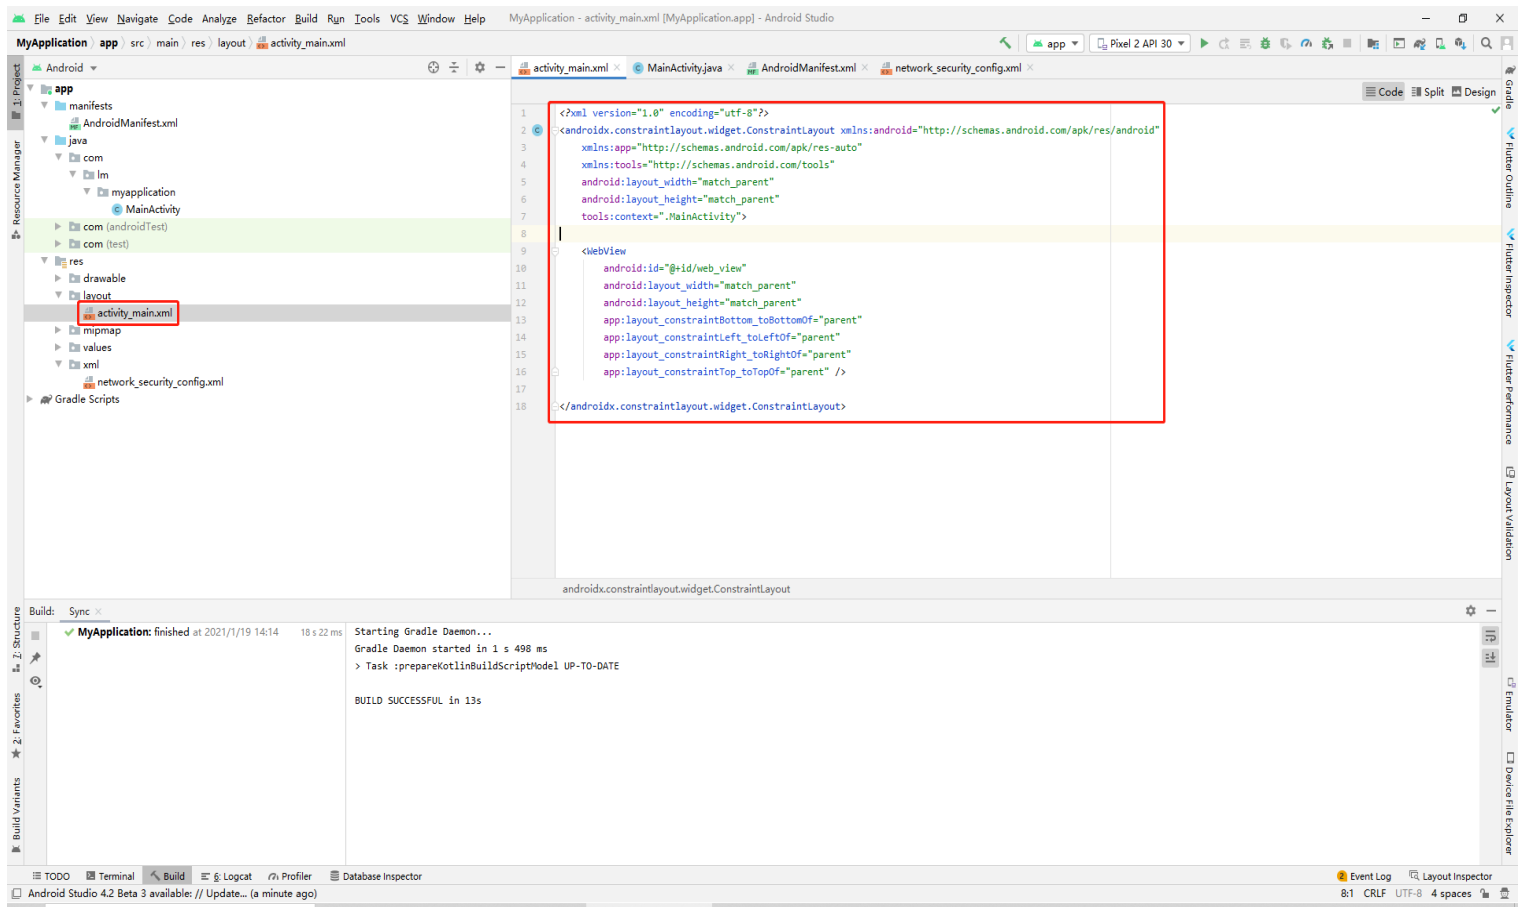 File Edit View Navigate Code Analyze Refactor Build Run Tools VCS Window Help MyApplication - activity_main.xml [MyApplication.app] - Android Studio
MyApplication app src main res layout activity_main.xml
app Pixel 2 API 30
1: Project
Resource Manager
7: Structure
2: Favorites
Build Variants
Android
app
manifests
AndroidManifest.xml
java
com
lm
myapplication
MainActivity
com (androidTest)
com (test)
res
drawable
layout
activity_main.xml
mipmap
values
xml
network_security_config.xml
Gradle Scripts
activity_main.xml MainActivity.java AndroidManifest.xml network_security_config.xml
Code Split Design
1 <?xml version="1.0" encoding="utf-8"?>
2 <androidx.constraintlayout.widget.ConstraintLayout xmlns:android="http://schemas.android.com/apk/res/android"
3 xmlns:app="http://schemas.android.com/apk/res-auto"
4 xmlns:tools="http://schemas.android.com/tools"
5 android:layout_width="match_parent"
6 android:layout_height="match_parent"
7 tools:context=".MainActivity">
8
9 <WebView
10 android:id="@+id/web_view"
11 android:layout_width="match_parent"
12 android:layout_height="match_parent"
13 app:layout_constraintBottom_toBottomOf="parent"
14 app:layout_constraintLeft_toLeftOf="parent"
15 app:layout_constraintRight_toRightOf="parent"
16 app:layout_constraintTop_toTopOf="parent" />
17
18 </androidx.constraintlayout.widget.ConstraintLayout>
androidx.constraintlayout.widget.ConstraintLayout
Gradle
Flutter Outline
Flutter Inspector
Flutter Performance
Layout Validation
Emulator
Device File Explorer
Build: Sync
MyApplication: finished at 2021/1/19 14:14 18 s 22 ms
Starting Gradle Daemon...
Gradle Daemon started in 1 s 498 ms
> Task :prepareKotlinBuildScriptModel UP-TO-DATE
BUILD SUCCESSFUL in 13s
TODO Terminal Build 6: Logcat Profiler Database Inspector 2 Event Log Layout Inspector
Android Studio 4.2 Beta 3 available: // Update... (a minute ago) 8:1 CRLF UTF-8 4 spaces